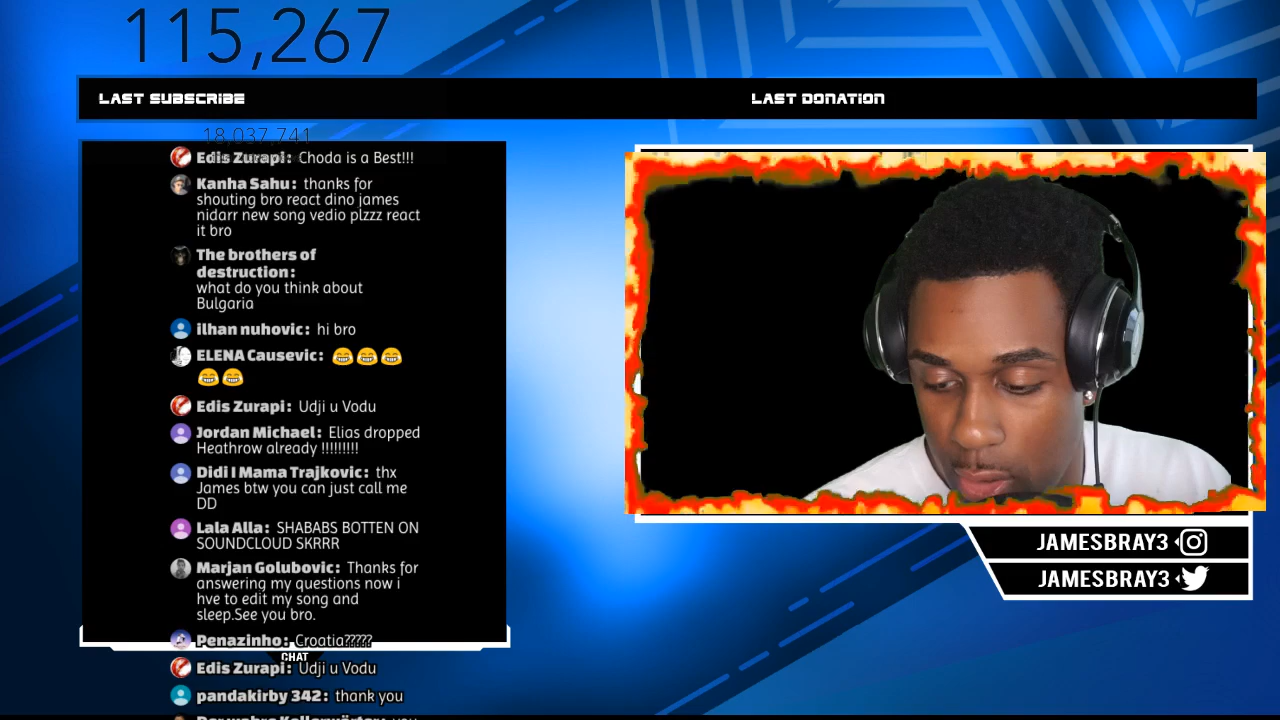 115,267
LAST SUBSCRIBE
LAST DONATION
18,037,741
Edis Zurapi: Choda is a Best!!!
Kanha Sahu: thanks for
shouting bro react dino james
nidarr new song vedio plzzz react
it bro
The brothers of
destruction:
what do you think about
Bulgaria
ilhan nuhovic: hi bro
ELENA Causevic: 😂😂😂
😂😂
Edis Zurapi: Udji u Vodu
Jordan Michael: Elias dropped
Heathrow already !!!!!!!!!
Didi I Mama Trajkovic: thx
James btw you can just call me
DD
Lala Alla: SHABABS BOTTEN ON
SOUNDCLOUD SKRRR
Marjan Golubovic: Thanks for
answering my questions now i
hve to edit my song and
sleep.See you bro.
Penazinho: Croatia?????
CHAT
Edis Zurapi: Udji u Vodu
pandakirby 342: thank you
JAMESBRAY3
JAMESBRAY3